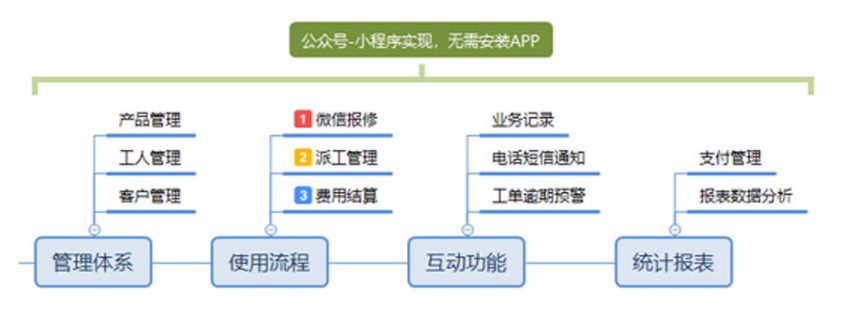 公众号-小程序实现，无需安装APP
产品管理
工人管理
客户管理
管理体系
1 微信报修
2 派工管理
3 费用结算
使用流程
业务记录
电话短信通知
工单逾期预警
互动功能
支付管理
报表数据分析
统计报表